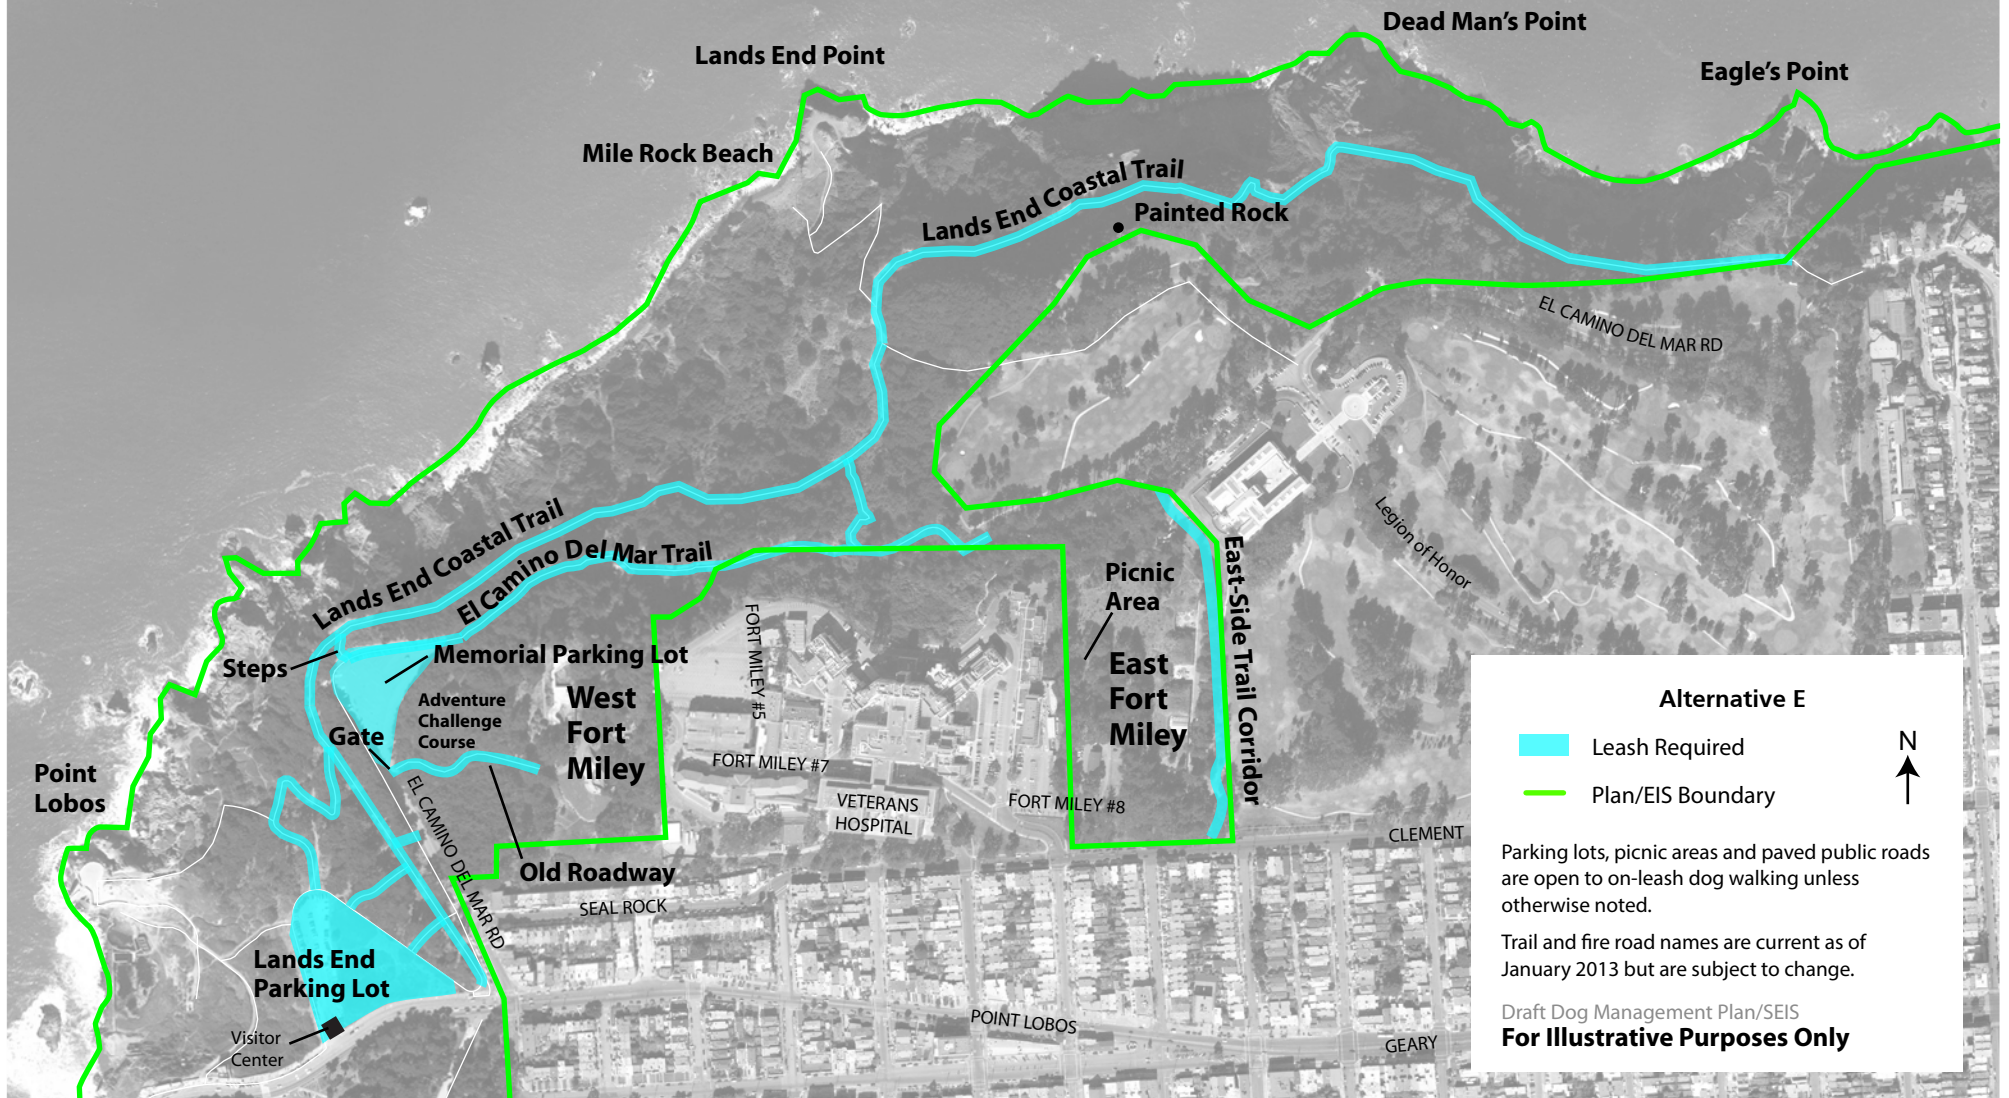 Dead Man's Point
Lands End Point
Eagle's Point
Mile Rock Beach
Lands End Coastal Trail
Painted Rock
EL CAMINO DEL MAR RD
Legion of Honor
Lands End Coastal Trail
El Camino Del Mar Trail
Picnic
Area
East-Side Trail Corridor
Steps
Memorial Parking Lot
Adventure
Challenge
Course
Gate
West
Fort
Miley
FORT MILEY #5
FORT MILEY #7
East
Fort
Miley
Point
Lobos
EL CAMINO DEL MAR RD
VETERANS
HOSPITAL
FORT MILEY #8
CLEMENT
Old Roadway
SEAL ROCK
Lands End
Parking Lot
Visitor
Center
POINT LOBOS
GEARY
Alternative E
Leash Required
N
Plan/EIS Boundary
Parking lots, picnic areas and paved public roads
are open to on-leash dog walking unless
otherwise noted.
Trail and fire road names are current as of
January 2013 but are subject to change.
Draft Dog Management Plan/SEIS
For Illustrative Purposes Only